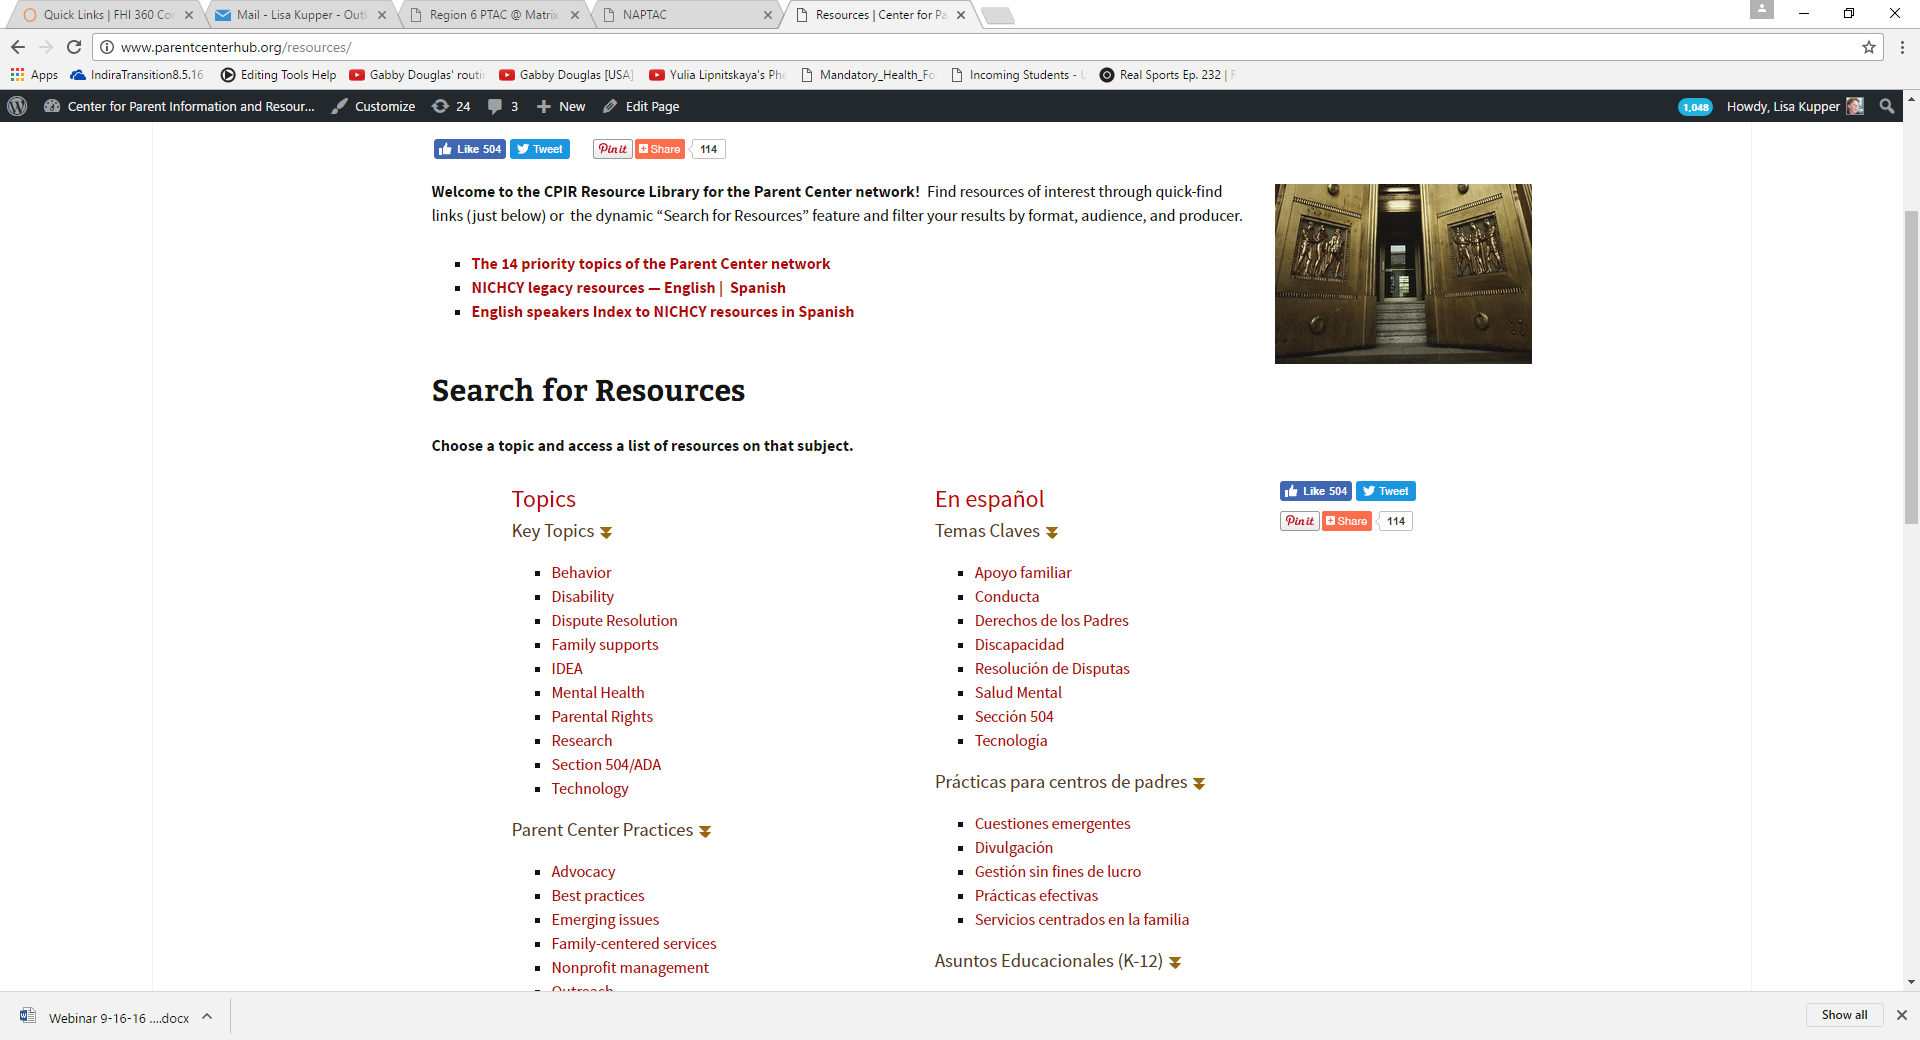 Quick Links | FHI 360 Cor
Mail - Lisa Kupper - Outl
Region 6 PTAC @ Matrix
NAPTAC
Resources | Center for Pa
www.parentcenterhub.org/resources/
Apps
IndiraTransition8.5.16
Editing Tools Help
Gabby Douglas' routi
Gabby Douglas [USA]
Yulia Lipnitskaya's Phe
Mandatory_Health_Fo
Incoming Students - U
Real Sports Ep. 232 | F
Center for Parent Information and Resour...
Customize
24
3
New
Edit Page
1,048
Howdy, Lisa Kupper
Like 504
Tweet
Pin it
Share
114
Welcome to the CPIR Resource Library for the Parent Center network! Find resources of interest through quick-find
links (just below) or the dynamic “Search for Resources” feature and filter your results by format, audience, and producer.
The 14 priority topics of the Parent Center network
NICHCY legacy resources — English | Spanish
English speakers Index to NICHCY resources in Spanish
Search for Resources
Choose a topic and access a list of resources on that subject.
Topics
Key Topics
Behavior
Disability
Dispute Resolution
Family supports
IDEA
Mental Health
Parental Rights
Research
Section 504/ADA
Technology
Parent Center Practices
Advocacy
Best practices
Emerging issues
Family-centered services
Nonprofit management
Outreach
En español
Temas Claves
Apoyo familiar
Conducta
Derechos de los Padres
Discapacidad
Resolución de Disputas
Salud Mental
Sección 504
Tecnología
Prácticas para centros de padres
Cuestiones emergentes
Divulgación
Gestión sin fines de lucro
Prácticas efectivas
Servicios centrados en la familia
Asuntos Educacionales (K-12)
Like 504
Tweet
Pin it
Share
114
Webinar 9-16-16 ....docx
Show all